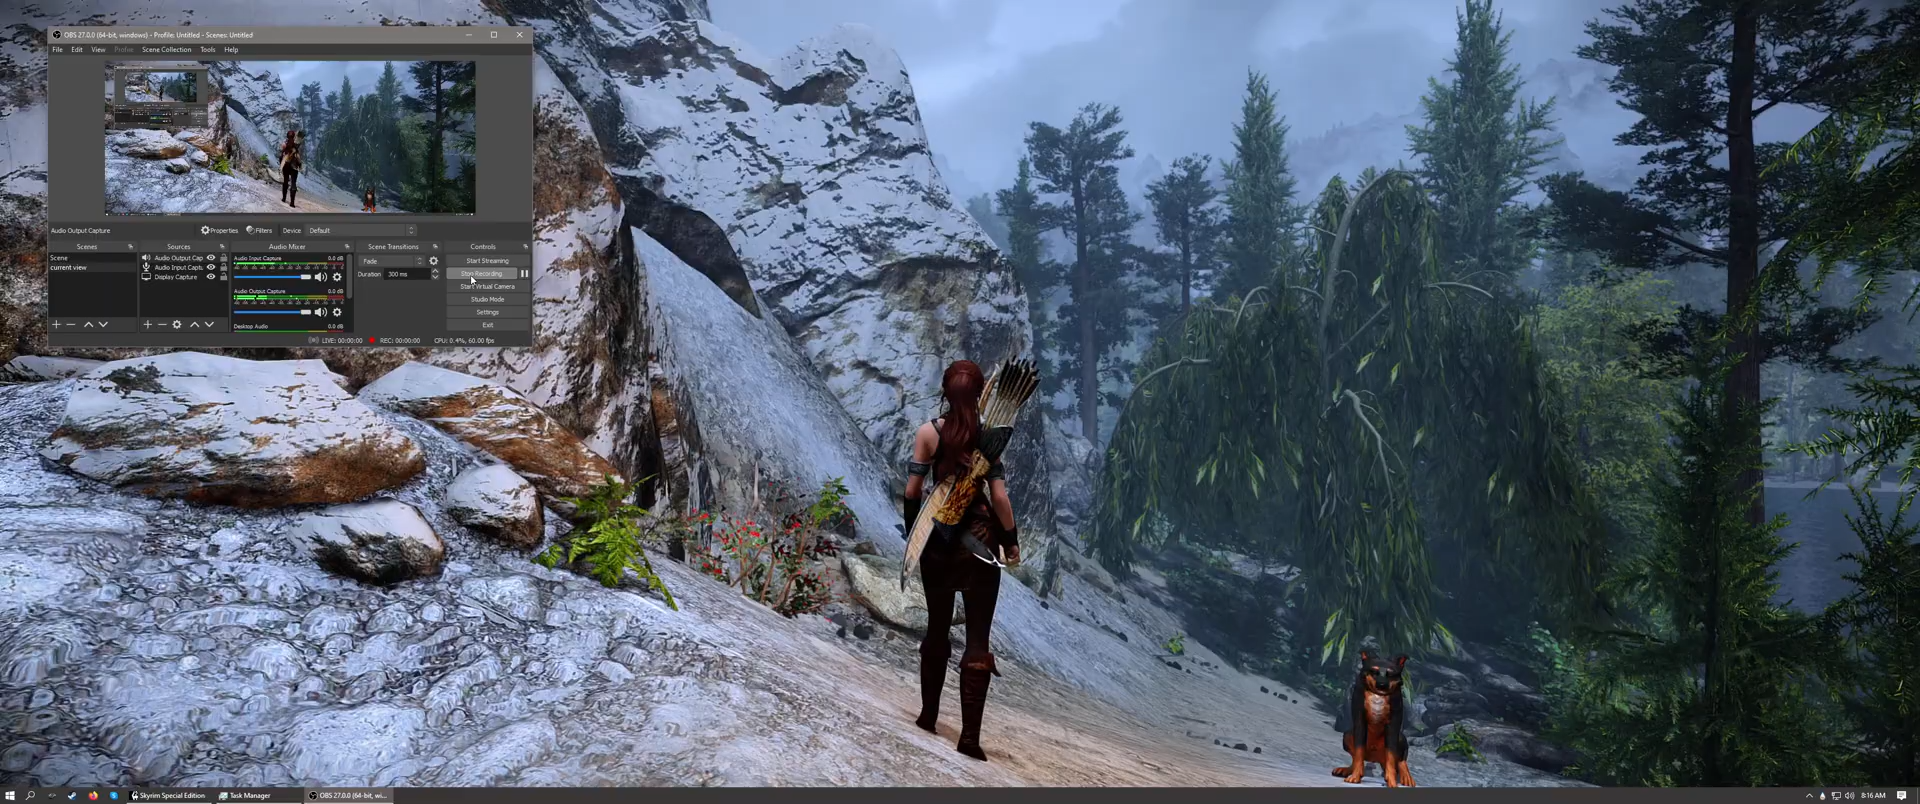 OBS 27.0.0 (64-bit, windows) - Profile: Untitled - Scenes: Untitled
File Edit View Profile Scene Collection Tools Help
Audio Output Capture Properties Filters Device Default
Scenes Sources Audio Mixer Scene Transitions Controls
Scene
current view
Audio Output Captu
Audio Input Captu
Display Capture
Audio Input Capture 0.0 dB
Audio Output Capture 0.0 dB
Desktop Audio 0.0 dB
Fade
Duration 300 ms
Start Streaming
Stop Recording
Start Virtual Camera
Studio Mode
Settings
Exit
LIVE: 00:00:00 REC: 00:00:00 CPU: 0.4%, 60.00 fps
Skyrim Special Edition Task Manager OBS 27.0.0 (64-bit, wi... 8:16 AM